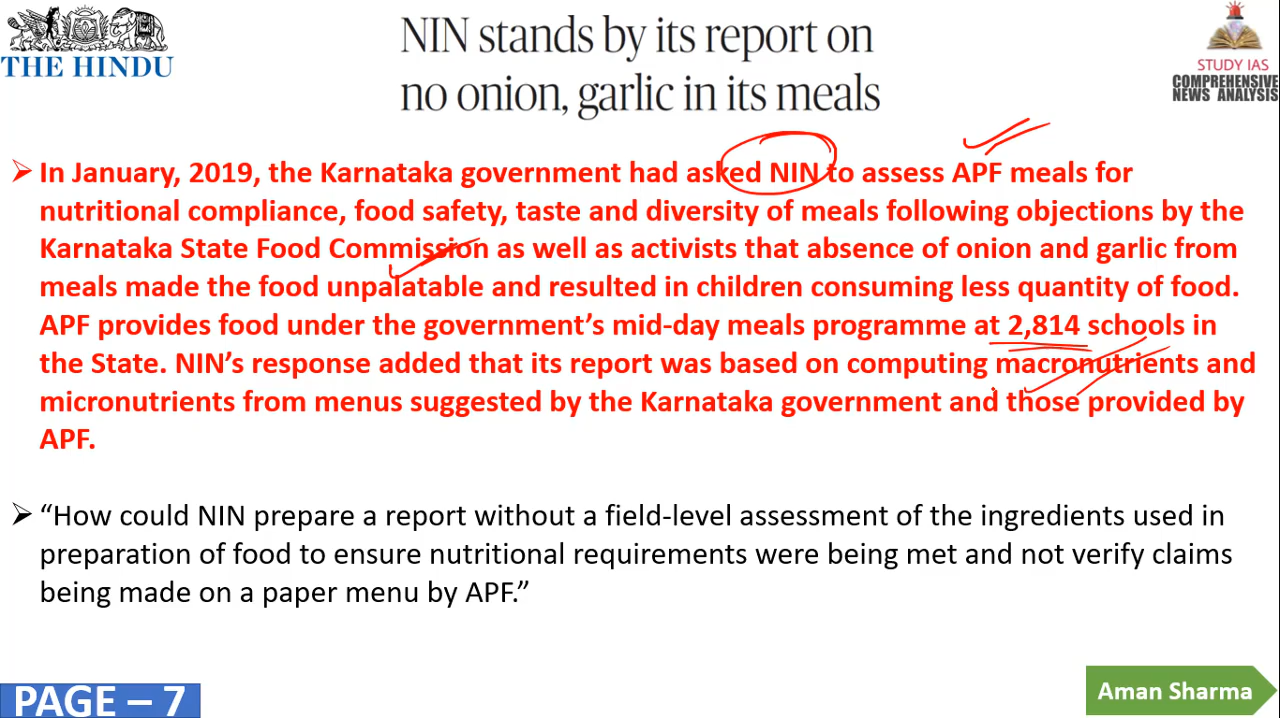 THE HINDU
NIN stands by its report on
no onion, garlic in its meals
STUDY IAS
COMPREHENSIVE
NEWS ANALYSIS
In January, 2019, the Karnataka government had asked NIN to assess APF meals for
nutritional compliance, food safety, taste and diversity of meals following objections by the
Karnataka State Food Commission as well as activists that absence of onion and garlic from
meals made the food unpalatable and resulted in children consuming less quantity of food.
APF provides food under the government’s mid-day meals programme at 2,814 schools in
the State. NIN’s response added that its report was based on computing macronutrients and
micronutrients from menus suggested by the Karnataka government and those provided by
APF.
“How could NIN prepare a report without a field-level assessment of the ingredients used in
preparation of food to ensure nutritional requirements were being met and not verify claims
being made on a paper menu by APF.”
PAGE – 7
Aman Sharma